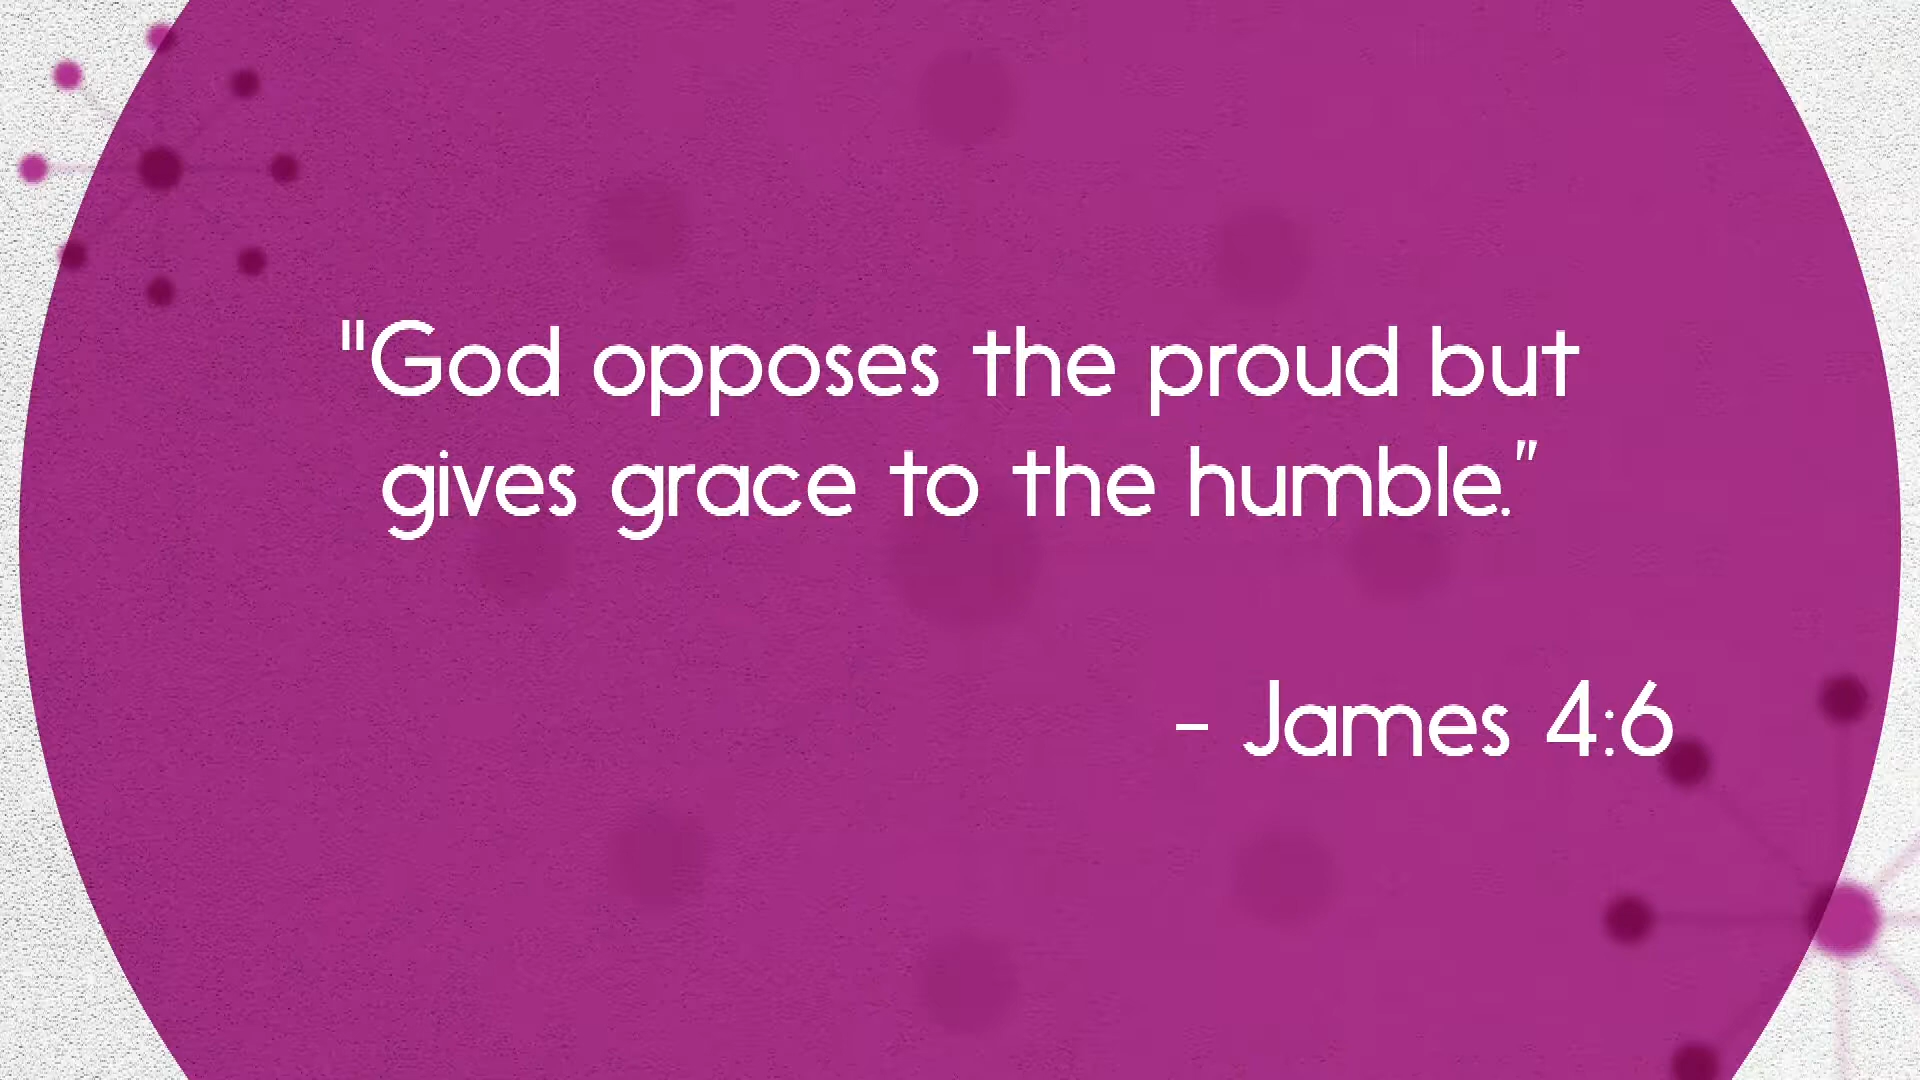 "God opposes the proud but
gives grace to the humble.”
- James 4:6